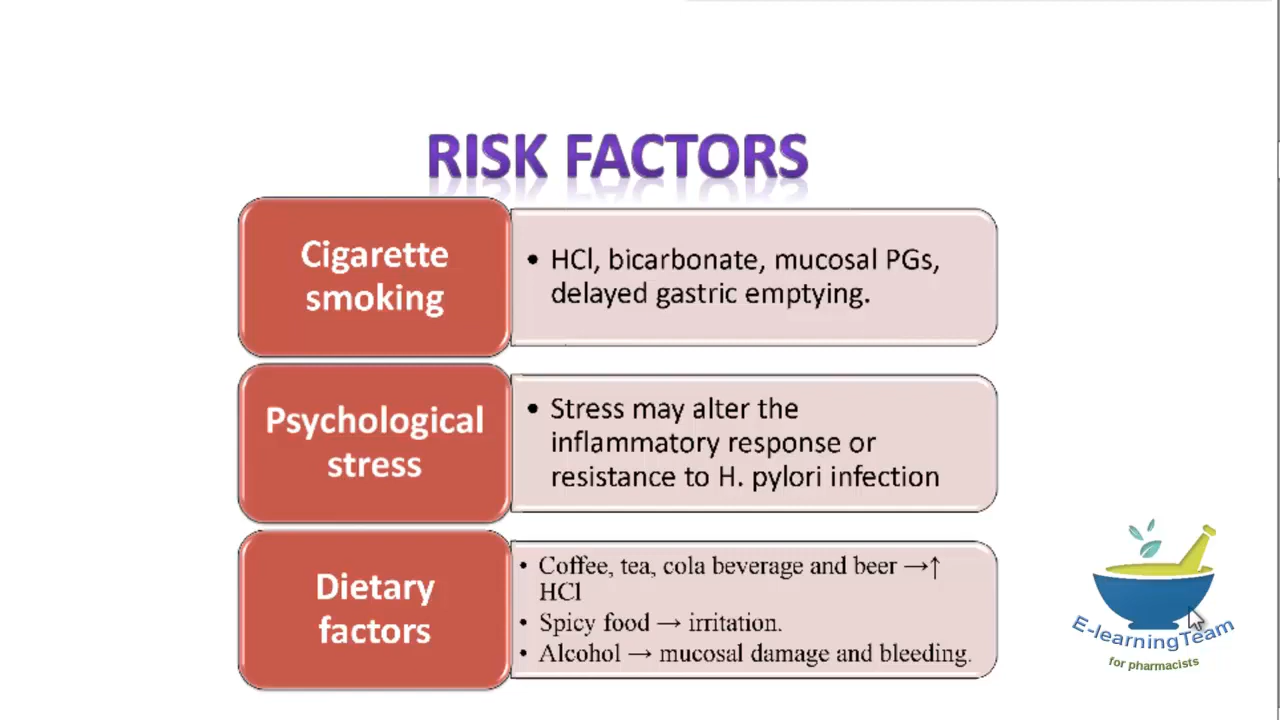 RISK FACTORS
Cigarette
smoking
• HCl, bicarbonate, mucosal PGs,
delayed gastric emptying.
Psychological
stress
• Stress may alter the
inflammatory response or
resistance to H. pylori infection
Dietary
factors
• Coffee, tea, cola beverage and beer →↑
HCl
• Spicy food → irritation.
• Alcohol → mucosal damage and bleeding.
E-learningTeam
for pharmacists